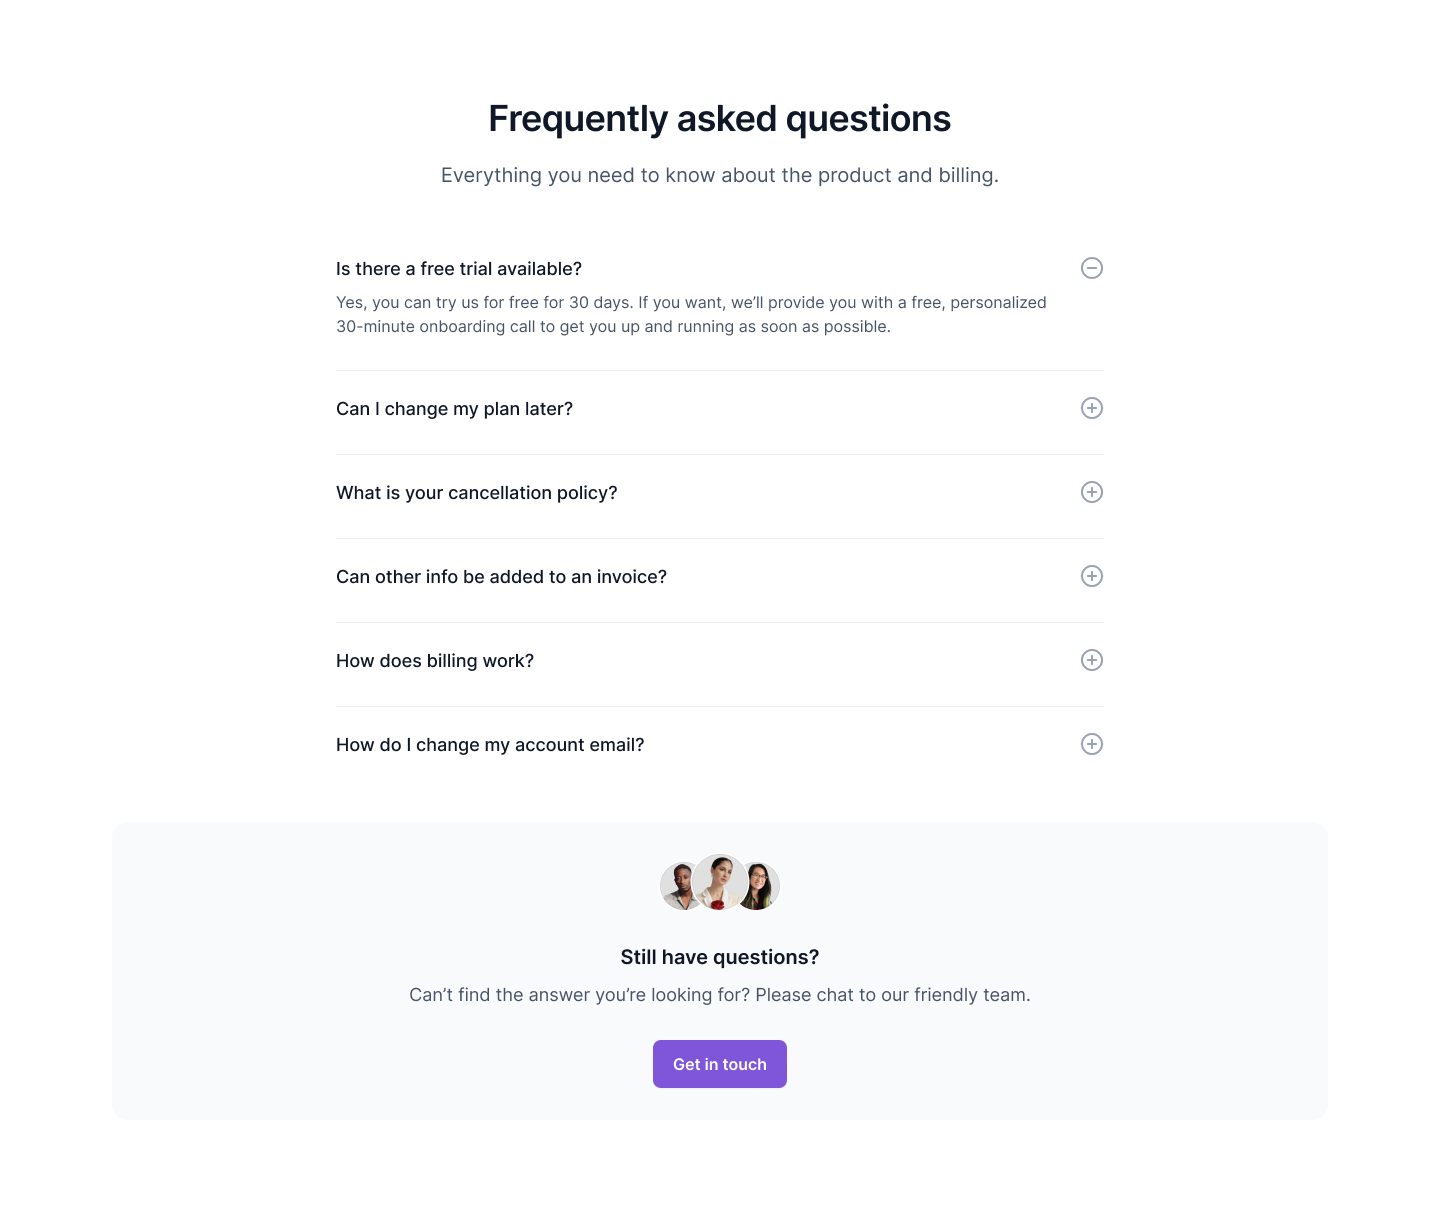 Frequently asked questions
Everything you need to know about the product and billing.
Is there a free trial available?
Yes, you can try us for free for 30 days. If you want, we’ll provide you with a free, personalized
30-minute onboarding call to get you up and running as soon as possible.
Can I change my plan later?
What is your cancellation policy?
Can other info be added to an invoice?
How does billing work?
How do I change my account email?
Still have questions?
Can’t find the answer you’re looking for? Please chat to our friendly team.
Get in touch